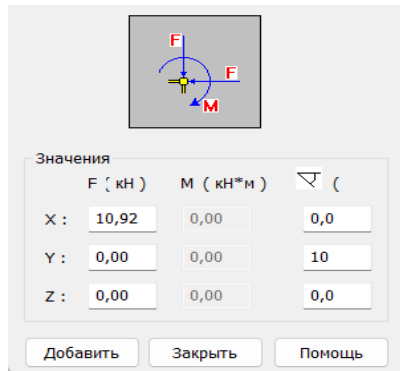 F
F
M
Значения
F ( кН ) M ( кН*м ) (
X : 10,92 0,00 0,0
Y : 0,00 0,00 10
Z : 0,00 0,00 0,0
Добавить Закрыть Помощь